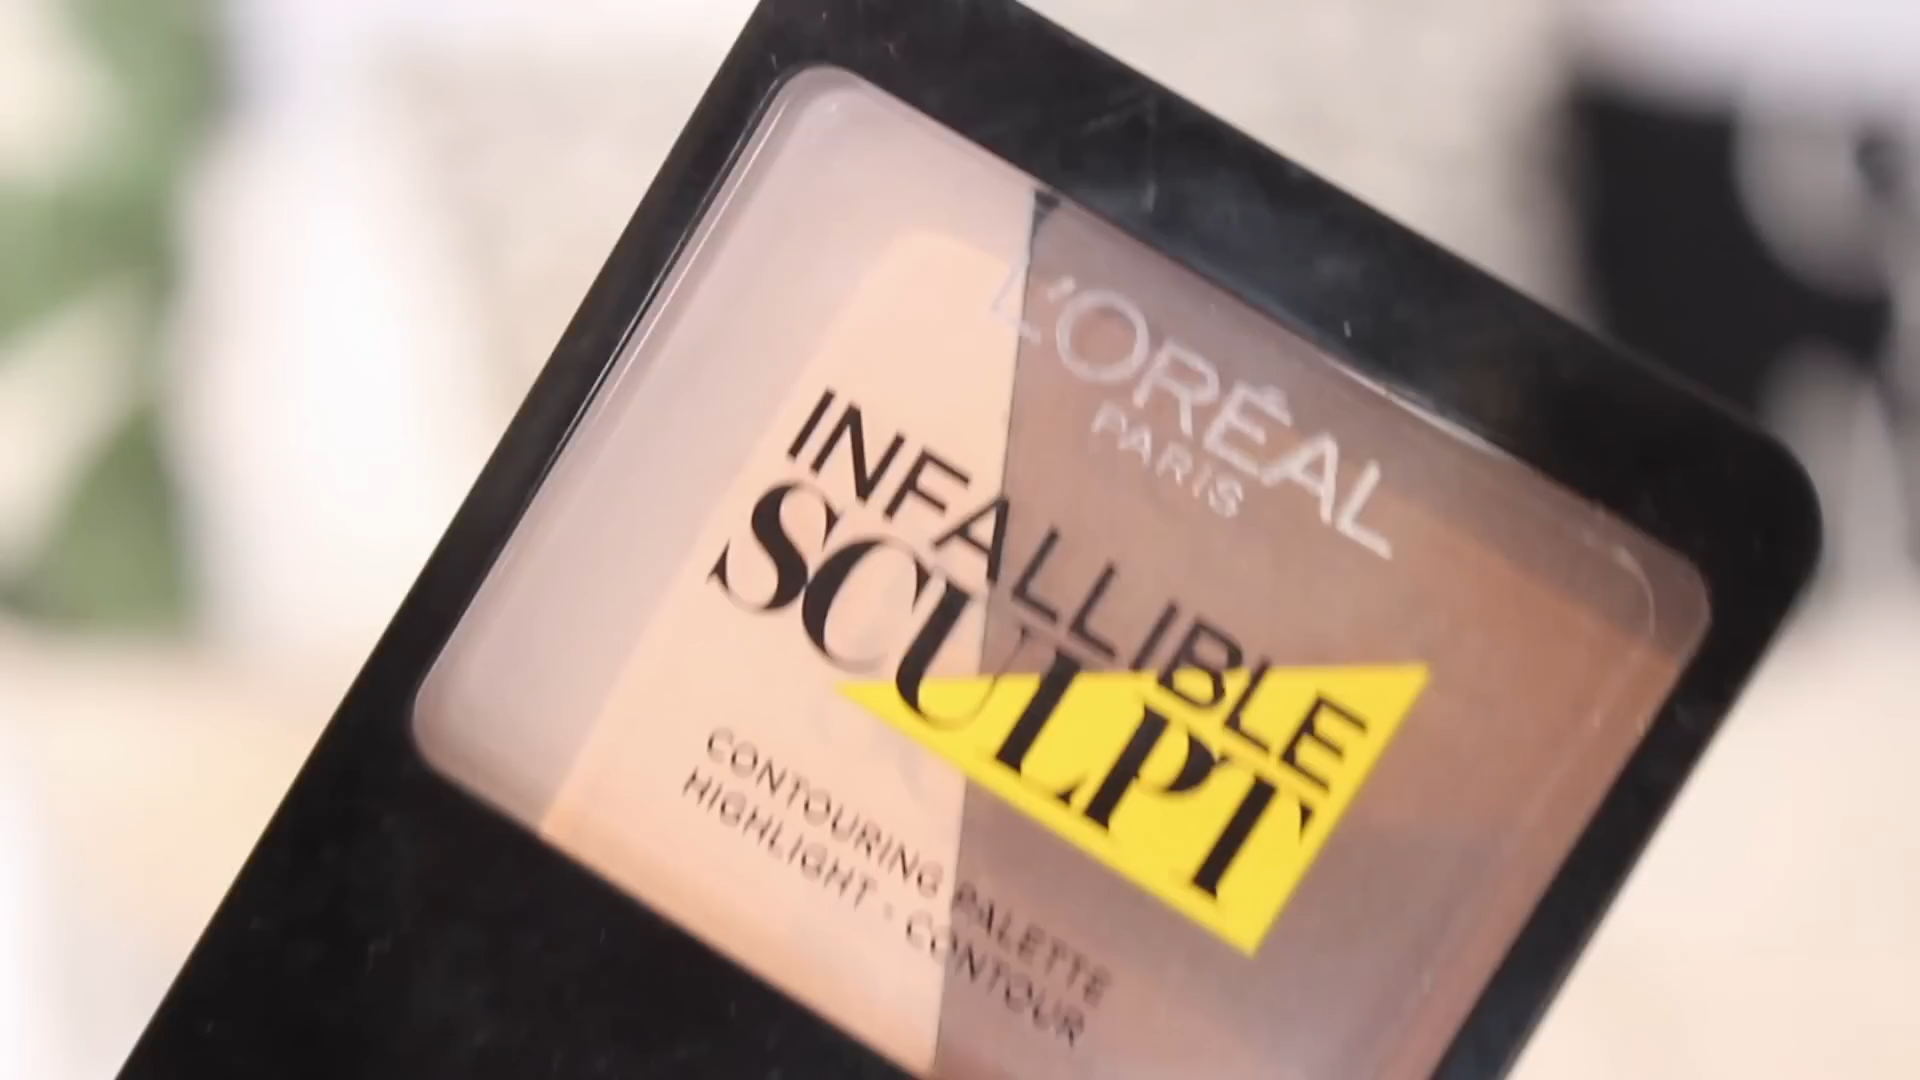 L'ORÉAL
PARIS
INFALLIBLE
SCULPT
CONTOURING PALETTE
HIGHLIGHT - CONTOUR